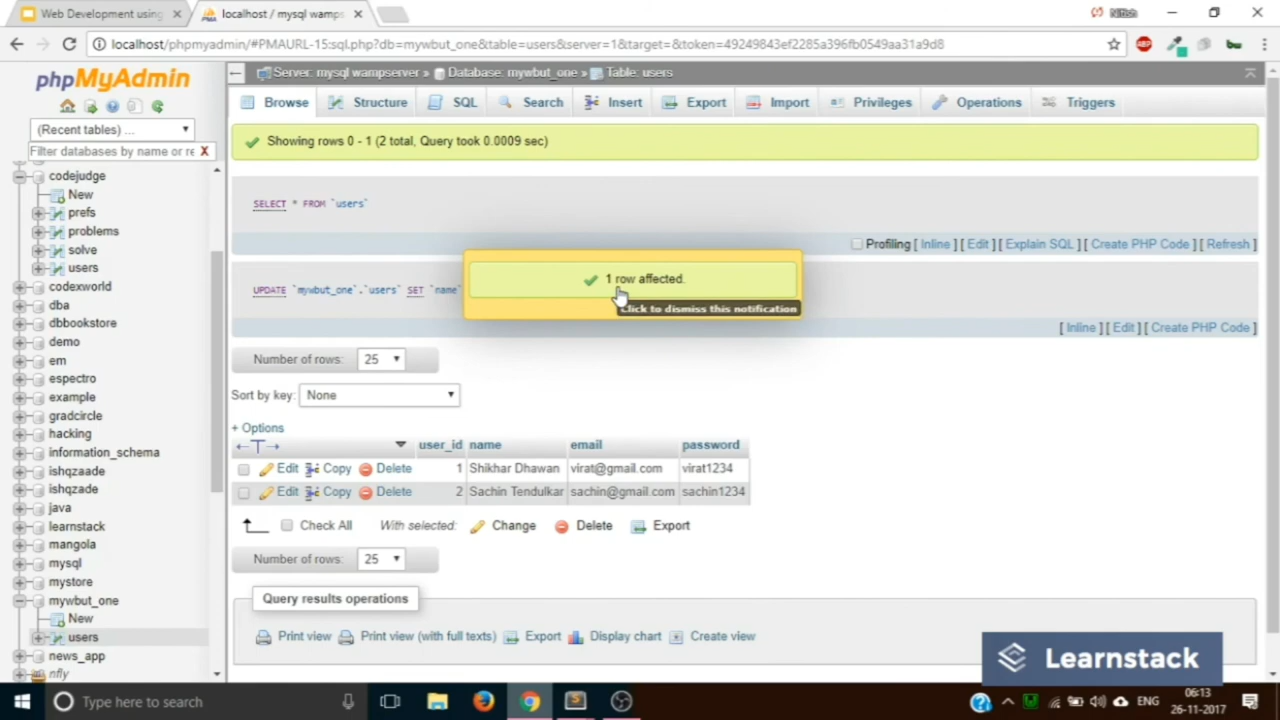 Web Development using
localhost / mysql wamps
Nitish
localhost/phpmyadmin/#PMAURL-15:sql.php?db=mywbut_one&table=users&server=1&target=&token=49249843ef2285a396kb0549aa31a9d8
phpMyAdmin
Server: mysql wampserver » Database: mywbut_one » Table: users
(Recent tables) ...
Filter databases by name or re X
Browse Structure SQL Search Insert Export Import Privileges Operations Triggers
Showing rows 0 - 1 (2 total, Query took 0.0009 sec)
SELECT * FROM `users`
Profiling [ Inline ] [ Edit ] [ Explain SQL ] [ Create PHP Code ] [ Refresh ]
1 row affected.
Click to dismiss this notification
UPDATE `mywbut_one`.`users` SET `name`
[ Inline ] [ Edit ] [ Create PHP Code ]
Number of rows: 25
Sort by key: None
+ Options
user_id name email password
Edit Copy Delete 1 Shikhar Dhawan virat@gmail.com virat1234
Edit Copy Delete 2 Sachin Tendulkar sachin@gmail.com sachin1234
Check All With selected: Change Delete Export
Number of rows: 25
Query results operations
Print view Print view (with full texts) Export Display chart Create view
codejudge
New
prefs
problems
solve
users
codexworld
dba
dbbookstore
demo
em
espectro
example
gradcircle
hacking
information_schema
ishqzaade
ishqzade
java
learnstack
mangola
mysql
mystore
mywbut_one
New
users
news_app
nfly
Learnstack
Type here to search
ENG
06:13
26-11-2017